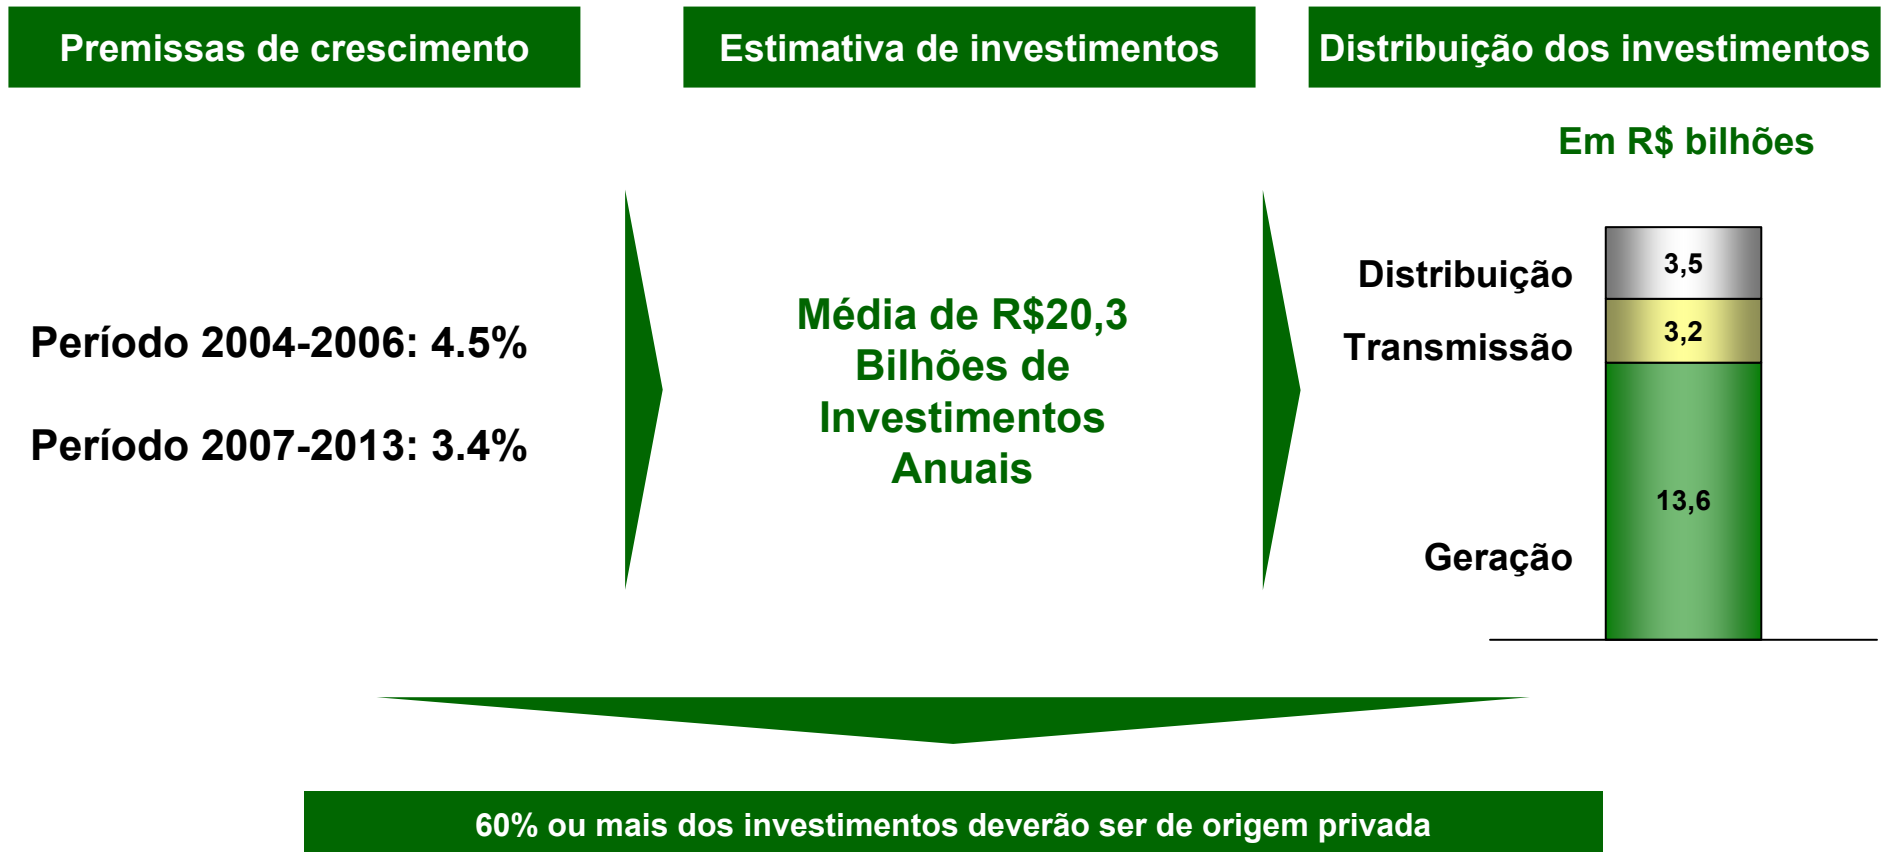 Premissas de crescimento
Estimativa de investimentos
Distribuição dos investimentos
Período 2004-2006: 4.5%
Período 2007-2013: 3.4%
Média de R$20,3
Bilhões de
Investimentos
Anuais
Em R$ bilhões
Distribuição
3,5
Transmissão
3,2
13,6
Geração
60% ou mais dos investimentos deverão ser de origem privada